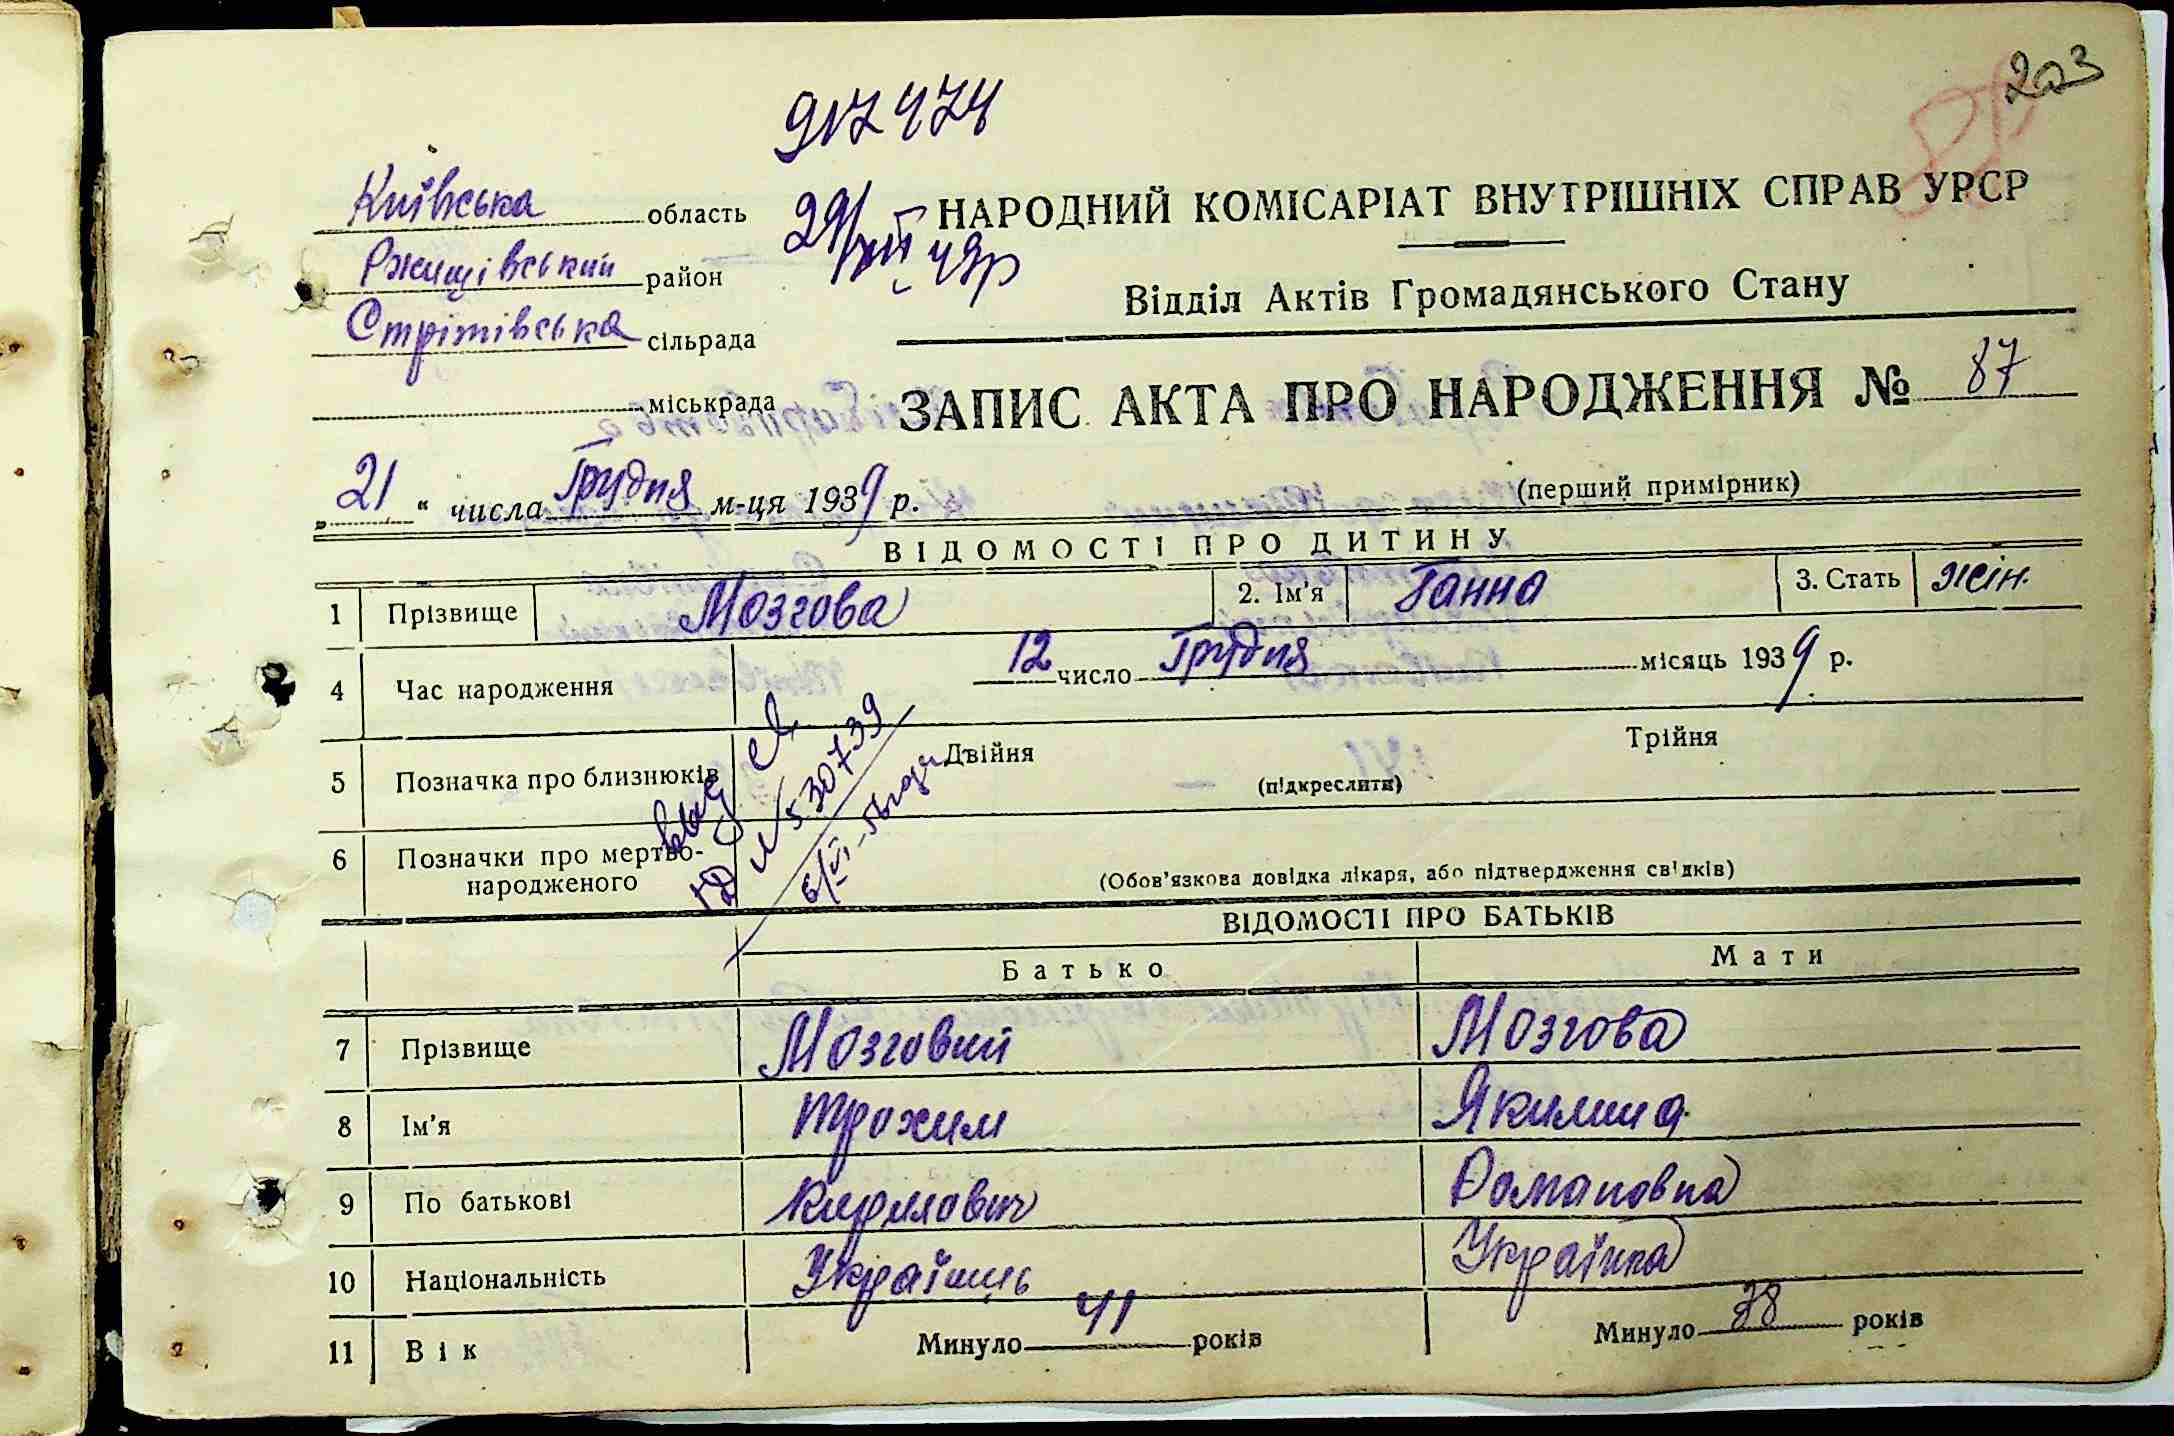 203
88
917474
Київська область
29/VIII 49р
НАРОДНИЙ КОМІСАРІАТ ВНУТРІШНІХ СПРАВ УРСР
Ржищівський район
Відділ Актів Громадянського Стану
Стрітівська сільрада
міськрада
ЗАПИС АКТА ПРО НАРОДЖЕННЯ № 87
„21“ числа Грудня м-ця 1939 р.
(перший примірник)
ВІДОМОСТІ ПРО ДИТИНУ
1 Прізвище Мозгова 2. Ім'я Ганна 3. Стать жін.
4 Час народження 12 число Грудня місяць 1939 р.
5 Позначка про близнюків Двійня (підкреслити) Трійня
№ 530739
6 Позначки про мертво-
народженого (Обов'язкова довідка лікаря, або підтвердження свідків)
ВІДОМОСТІ ПРО БАТЬКІВ
Батько Мати
7 Прізвище Мозговий Мозгова
8 Ім'я Трохим Якилина
9 По батькові Кирилович Романовна
10 Національність Українець Українка
11 Вік Минуло 41 років Минуло 38 років